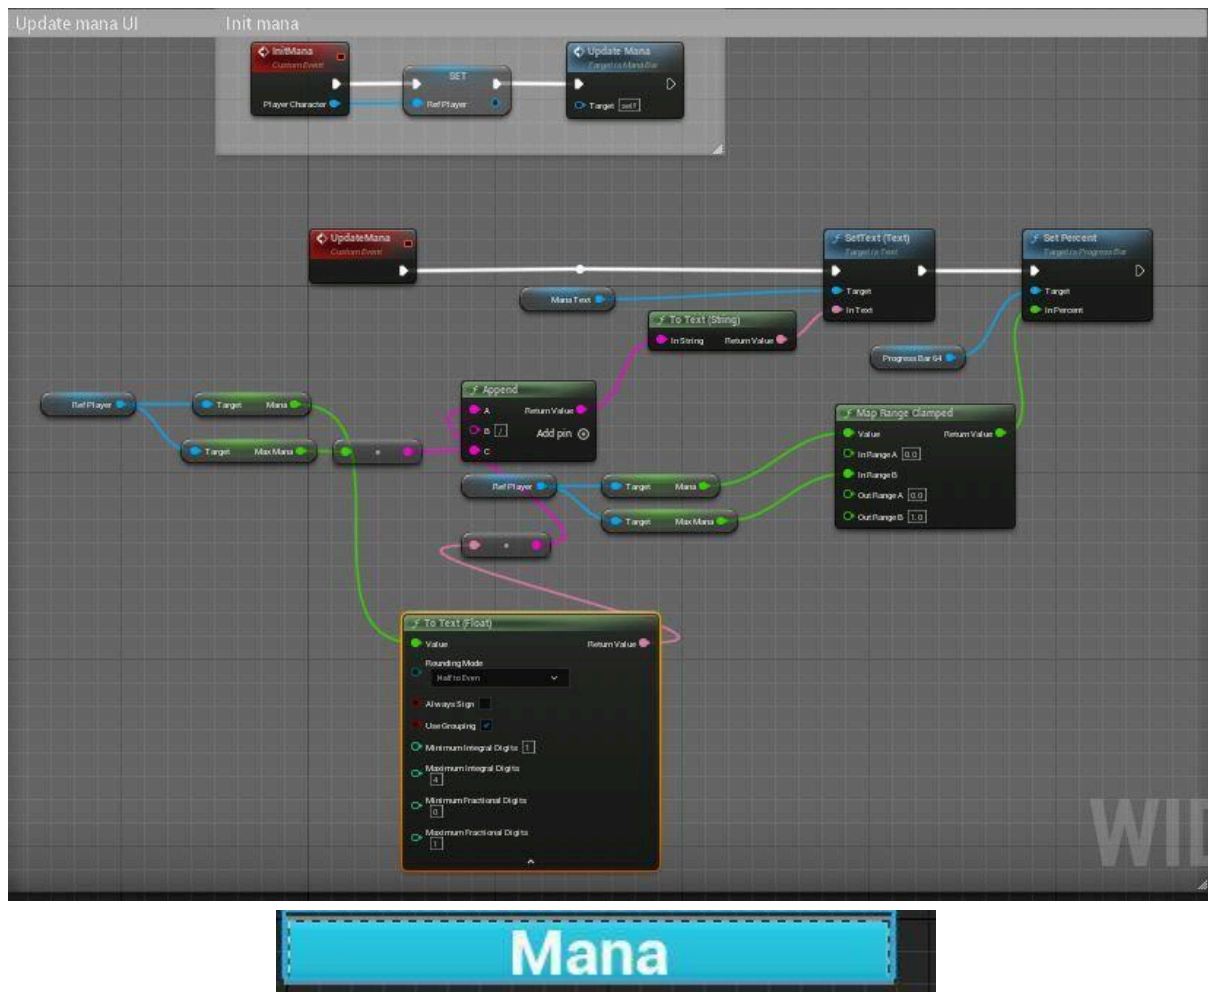 Update mana UI
Init mana
InitMana
Custom Event
Player Character
SET
Ref Player
Update Mana
Target is Mana Bar
Target self
UpdateMana
Custom Event
SetText (Text)
Target is Text
Target
In Text
Set Percent
Target is Progress Bar
Target
In Percent
Mana Text
To Text (String)
In String Return Value
Progress Bar 64
Ref Player
Target Mana
Target Max Mana
Append
A Return Value
B / Add pin
C
Map Range Clamped
Value Return Value
In Range A 0.0
In Range B
Out Range A 0.0
Out Range B 1.0
Ref Player
Target Mana
Target Max Mana
To Text (Float)
Value Return Value
Rounding Mode
Half to Even
Always Sign
Use Grouping
Minimum Integral Digits 1
Maximum Integral Digits
4
Minimum Fractional Digits
0
Maximum Fractional Digits
1
Mana